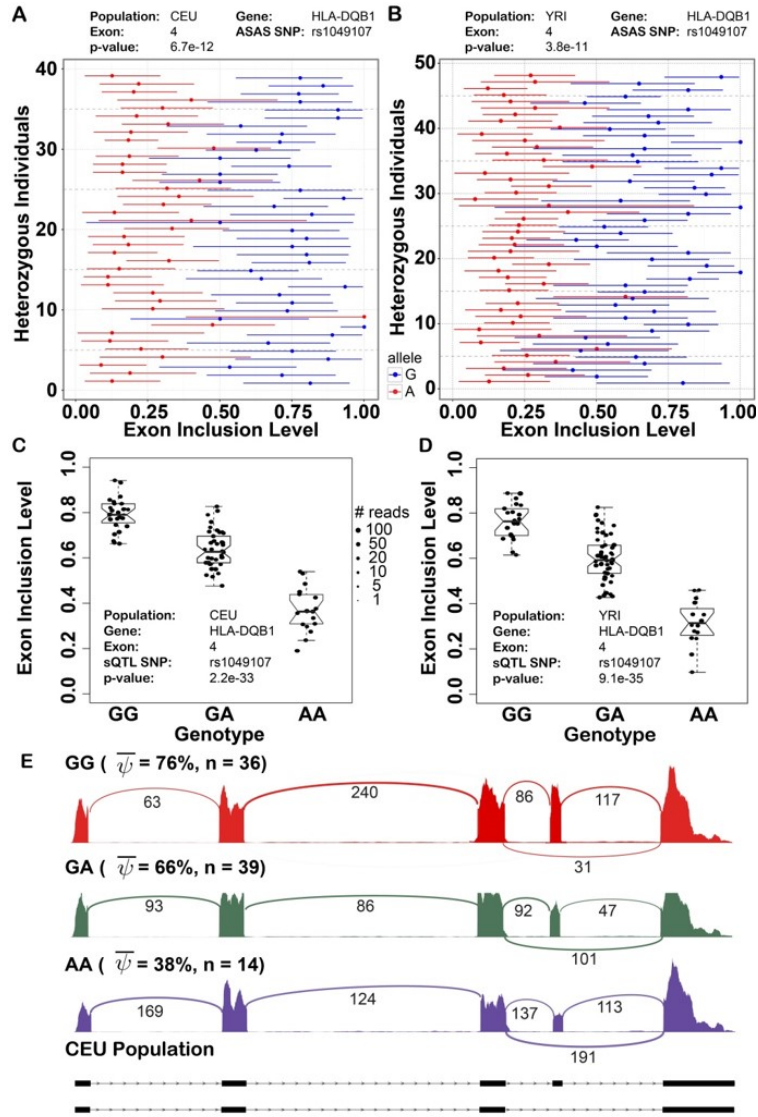 A
Population: CEU Gene: HLA-DQB1
Exon: 4 ASAS SNP: rs1049107
p-value: 6.7e-12
40
30
20
10
0
Heterozygous Individuals
0.00 0.25 0.50 0.75 1.00
Exon Inclusion Level
B
Population: YRI Gene: HLA-DQB1
Exon: 4 ASAS SNP: rs1049107
p-value: 3.8e-11
50
40
30
20
10
0
Heterozygous Individuals
0.00 0.25 0.50 0.75 1.00
Exon Inclusion Level
allele
G
A
C
1.0
0.8
0.6
0.4
0.2
0.0
Exon Inclusion Level
Population: CEU
Gene: HLA-DQB1
Exon: 4
sQTL SNP: rs1049107
p-value: 2.2e-33
GG GA AA
Genotype
# reads
100
50
20
10
5
1
D
1.0
0.8
0.6
0.4
0.2
0.0
Exon Inclusion Level
Population: YRI
Gene: HLA-DQB1
Exon: 4
sQTL SNP: rs1049107
p-value: 9.1e-35
GG GA AA
Genotype
E
GG ( ψ̅ = 76%, n = 36)
63 240 86 117
31
GA ( ψ̅ = 66%, n = 39)
93 86 92 47
101
AA ( ψ̅ = 38%, n = 14)
169 124 137 113
191
CEU Population